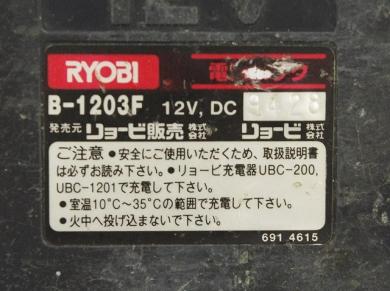 RYOBI 電
B-1203F 12V, DC
発売元 リョービ販売 株式会社 リョービ 株式会社
ご注意 ●安全にご使用いただくため、取扱説明書
は必ずお読み下さい。●リョービ充電器UBC-200,
UBC-1201で充電して下さい。
●室温10℃~35℃の範囲で充電して下さい。
●火中へ投げ込まないで下さい。
691 4615